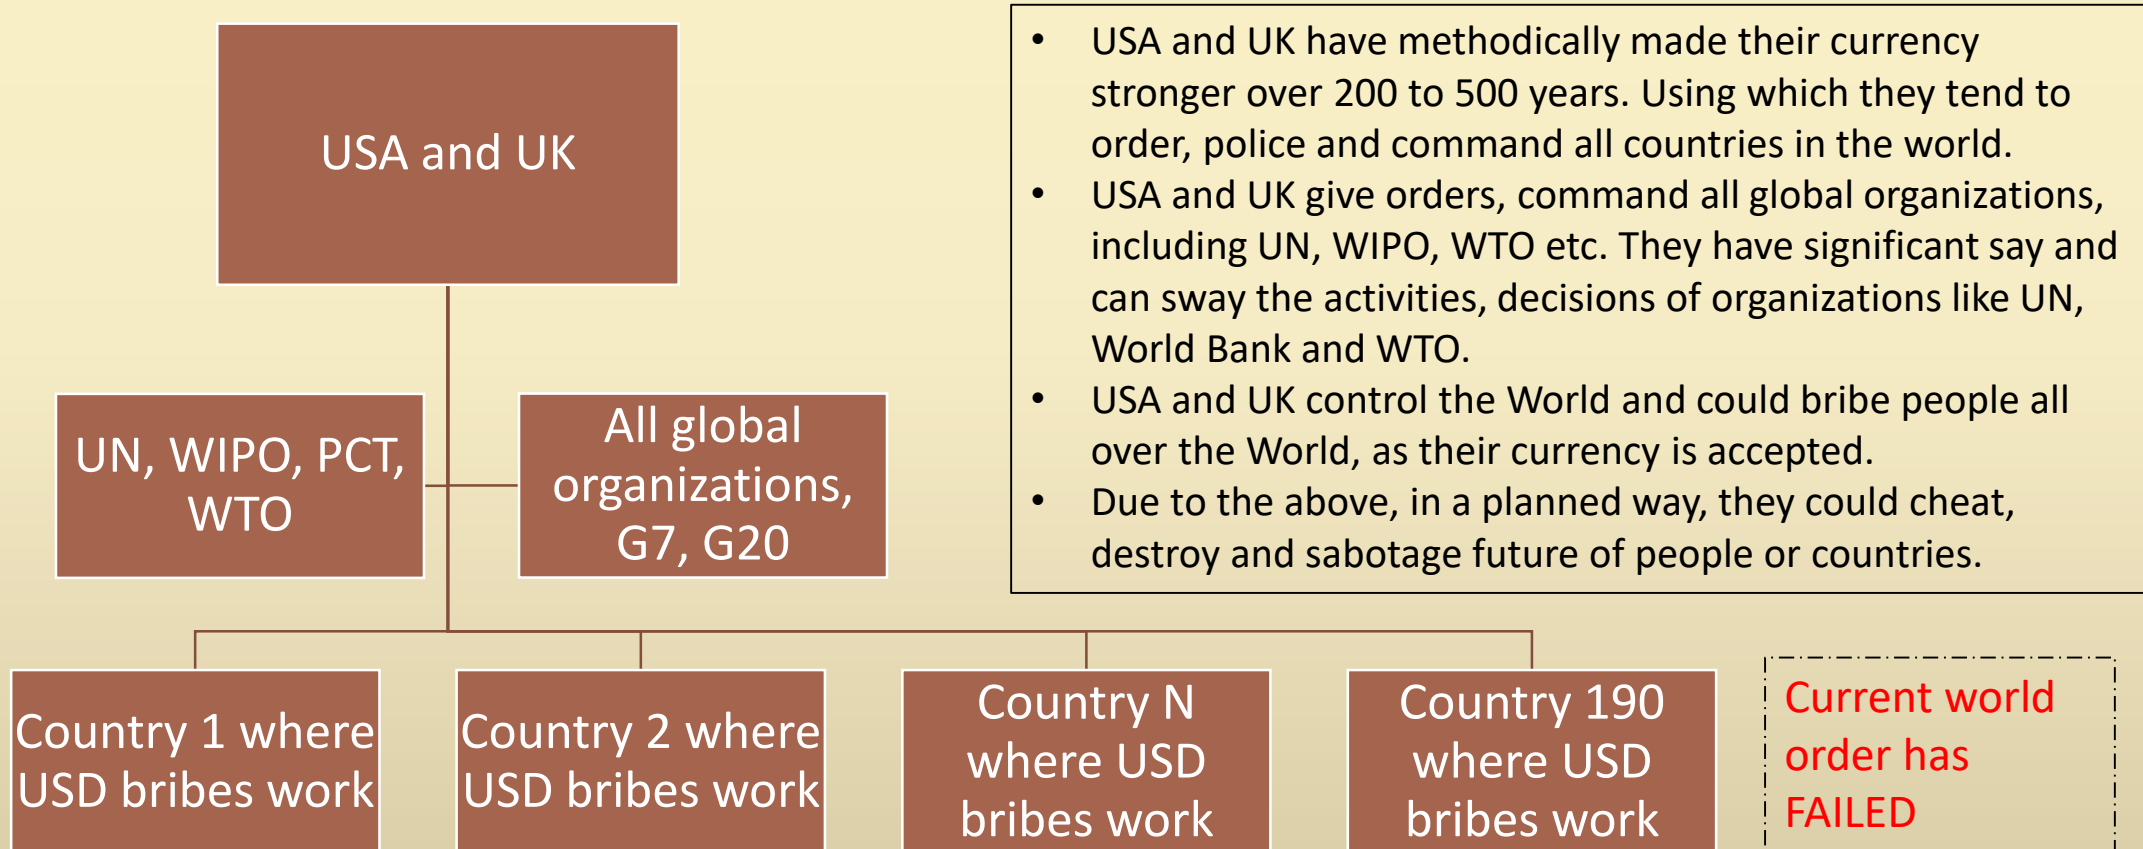 USA and UK
UN, WIPO, PCT,
WTO
All global
organizations,
G7, G20
Country 1 where
USD bribes work
Country 2 where
USD bribes work
Country N
where USD
bribes work
Country 190
where USD
bribes work
• USA and UK have methodically made their currency
stronger over 200 to 500 years. Using which they tend to
order, police and command all countries in the world.
• USA and UK give orders, command all global organizations,
including UN, WIPO, WTO etc. They have significant say and
can sway the activities, decisions of organizations like UN,
World Bank and WTO.
• USA and UK control the World and could bribe people all
over the World, as their currency is accepted.
• Due to the above, in a planned way, they could cheat,
destroy and sabotage future of people or countries.
Current world
order has
FAILED